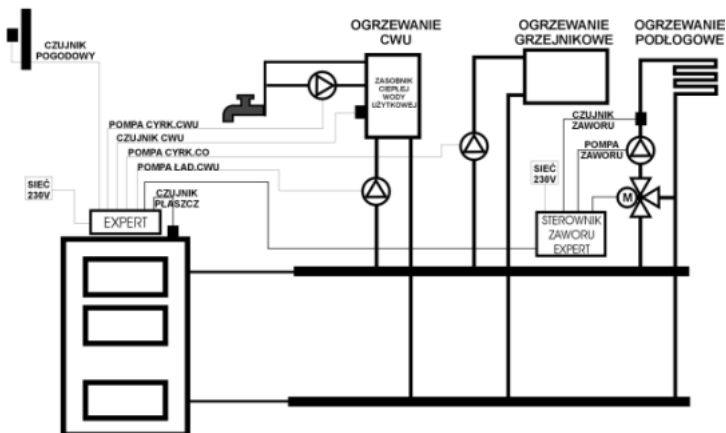 OGRZEWANIE
CWU
OGRZEWANIE
GRZEJNIKOWE
OGRZEWANIE
PODŁOGOWE
CZUJNIK
POGODOWY
ZASOBNIK
CIEPŁEJ
WODY
UŻYTKOWEJ
CZUJNIK
ZAWORU
POMPA CYRK.CWU
CZUJNIK CWU
POMPA CYRK.CO
POMPA ŁAD.CWU
POMPA
ZAWORU
SIEĆ
230V
SIEĆ
230V
CZUJNIK
PŁASZCZ
EXPERT
M
STEROWNIK
ZAWORU
EXPERT